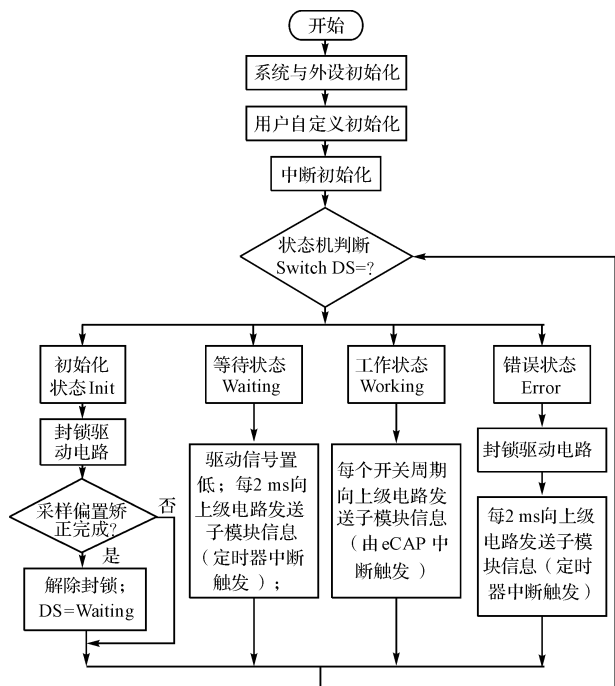 开始
系统与外设初始化
用户自定义初始化
中断初始化
状态机判断
Switch DS=?
初始化
状态Init
封锁驱
动电路
采样偏置矫
正完成?
否
是
解除封锁；
DS=Waiting
等待状态
Waiting
驱动信号置
低；每2 ms向
上级电路发送
子模块信息
（定时器中断
触发）；
工作状态
Working
每个开关周期
向上级电路发
送子模块信息
（由eCAP 中
断触发）
错误状态
Error
封锁驱动电路
每2 ms向上级
电路发送子模
块信息（定时
器中断触发）